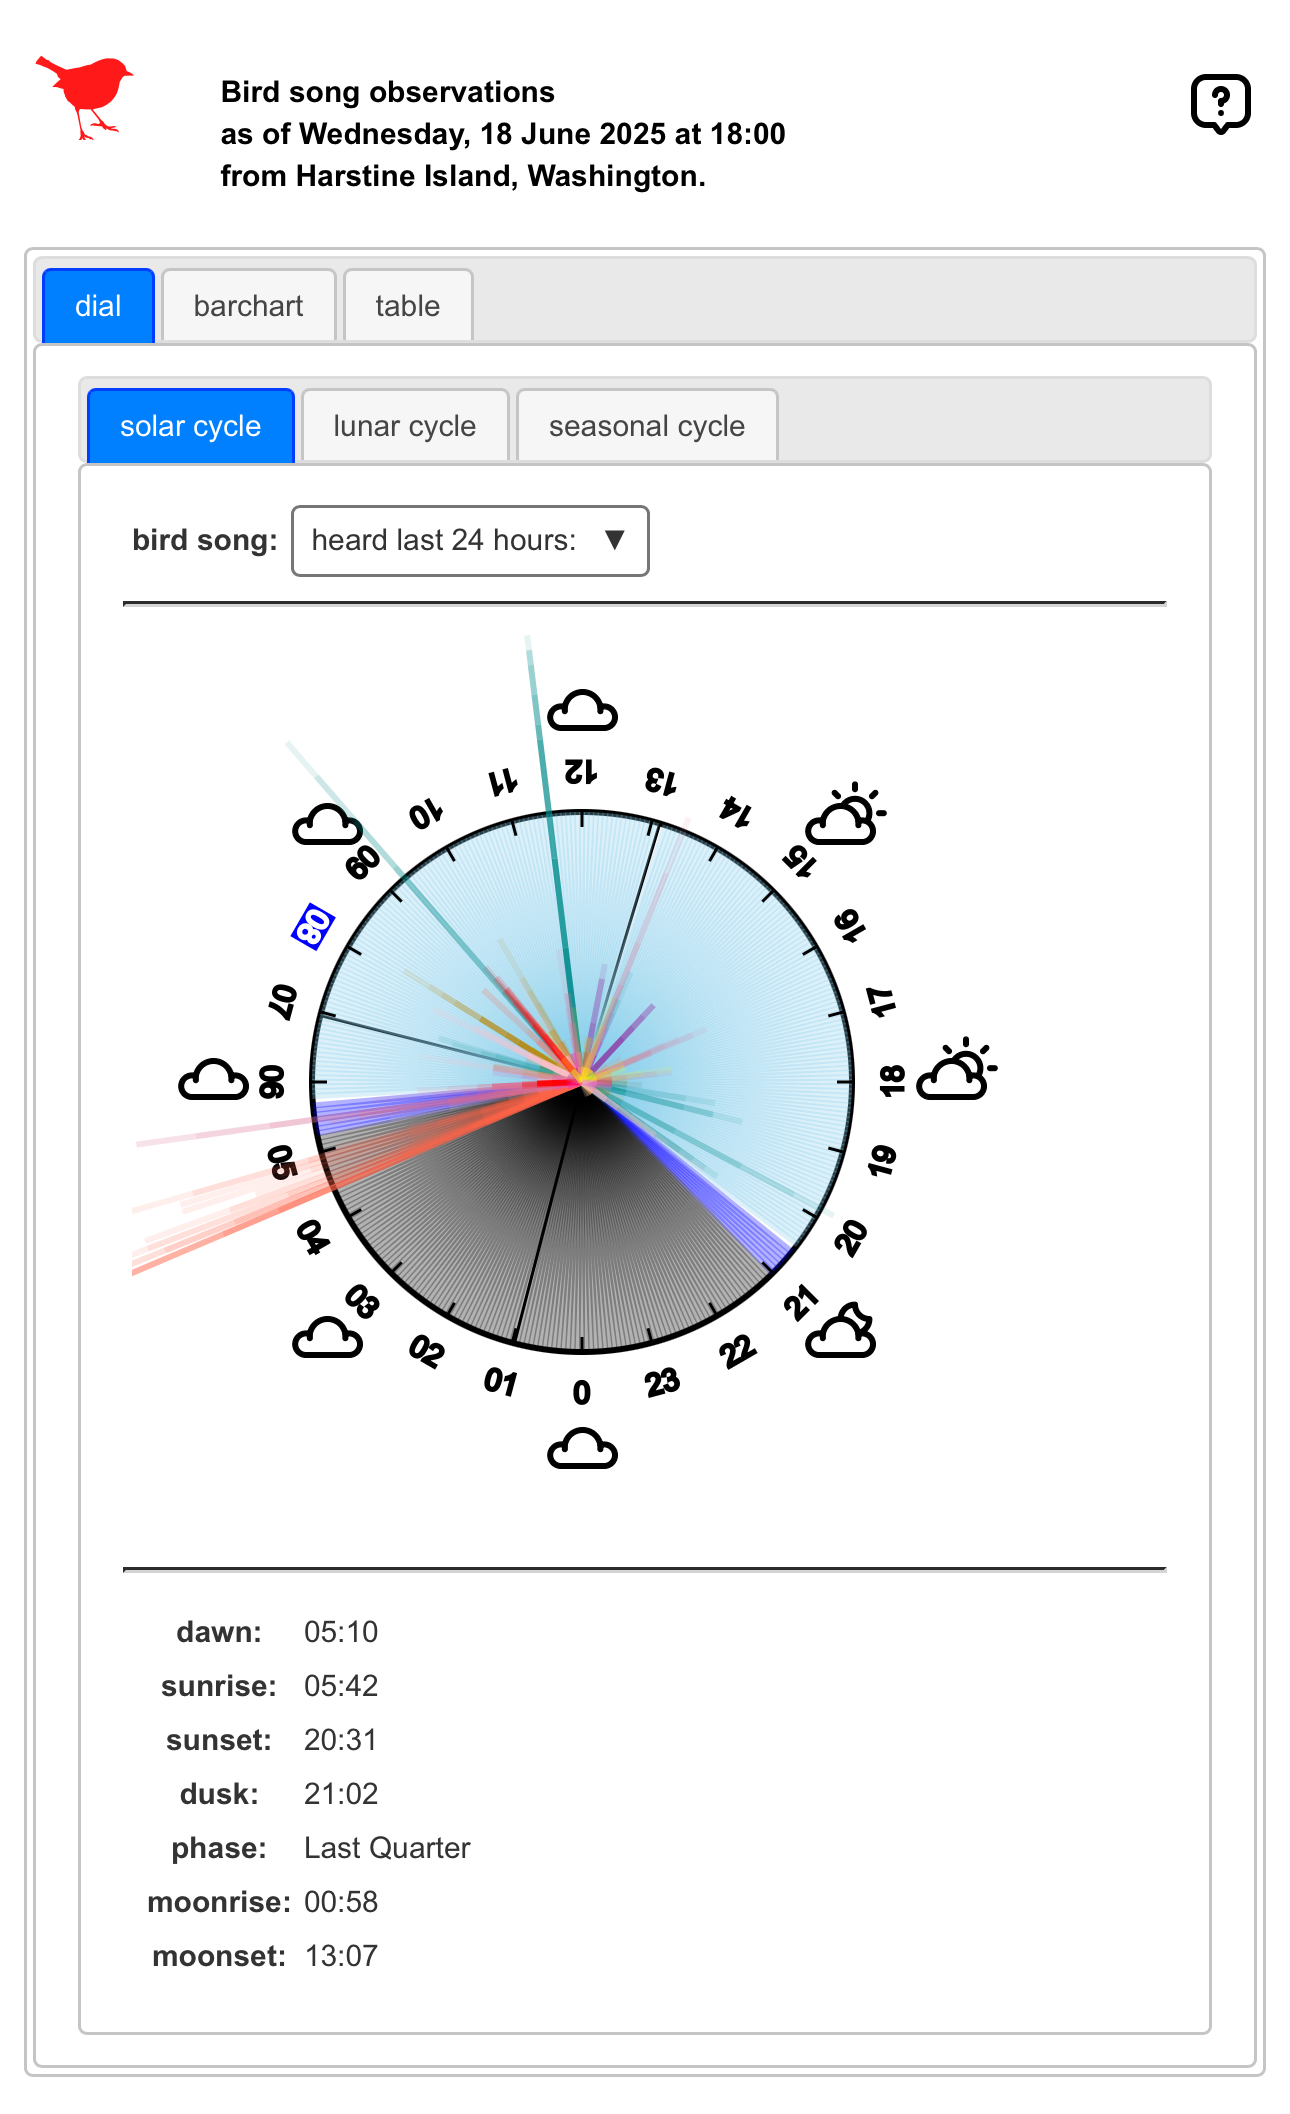 Bird song observations
as of Wednesday, 18 June 2025 at 18:00
from Harstine Island, Washington.
?
dial barchart table
solar cycle lunar cycle seasonal cycle
bird song: heard last 24 hours: ▼
12
13
14
15
16
17
18
19
20
21
22
23
0
01
02
03
04
05
06
07
08
09
10
11
dawn: 05:10
sunrise: 05:42
sunset: 20:31
dusk: 21:02
phase: Last Quarter
moonrise: 00:58
moonset: 13:07